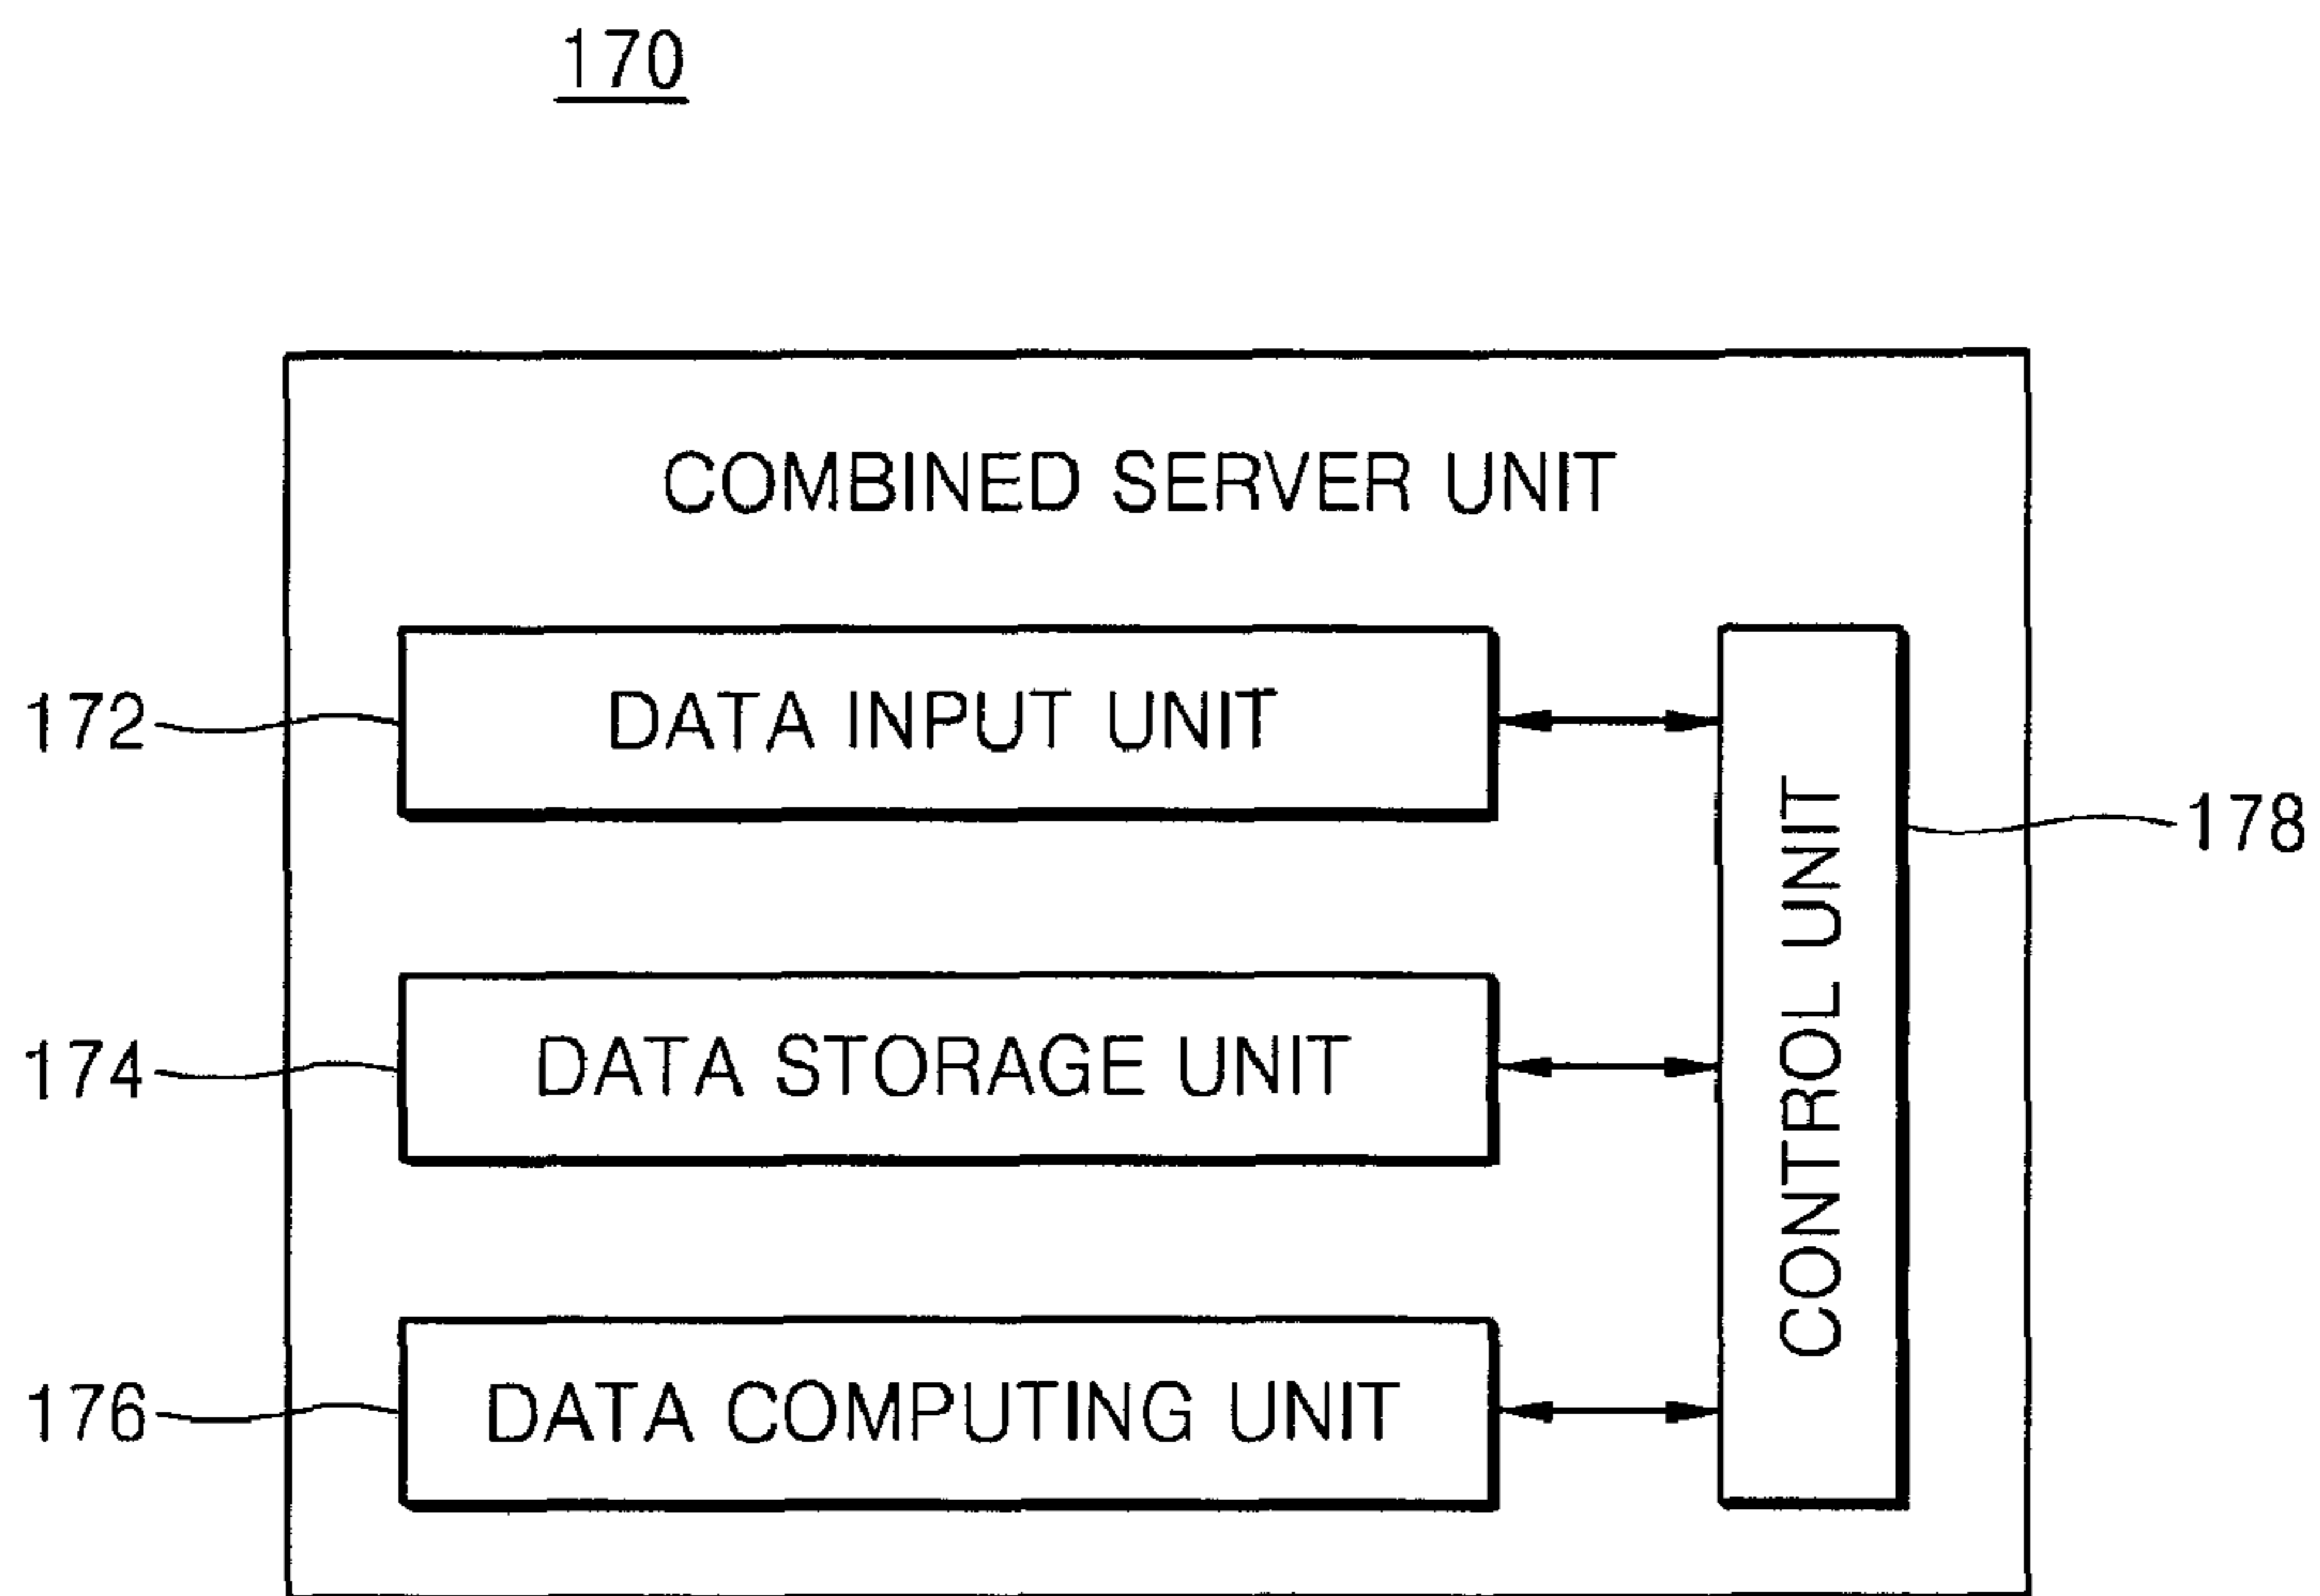 170
COMBINED SERVER UNIT
172
DATA INPUT UNIT
178
CONTROL UNIT
174
DATA STORAGE UNIT
176
DATA COMPUTING UNIT